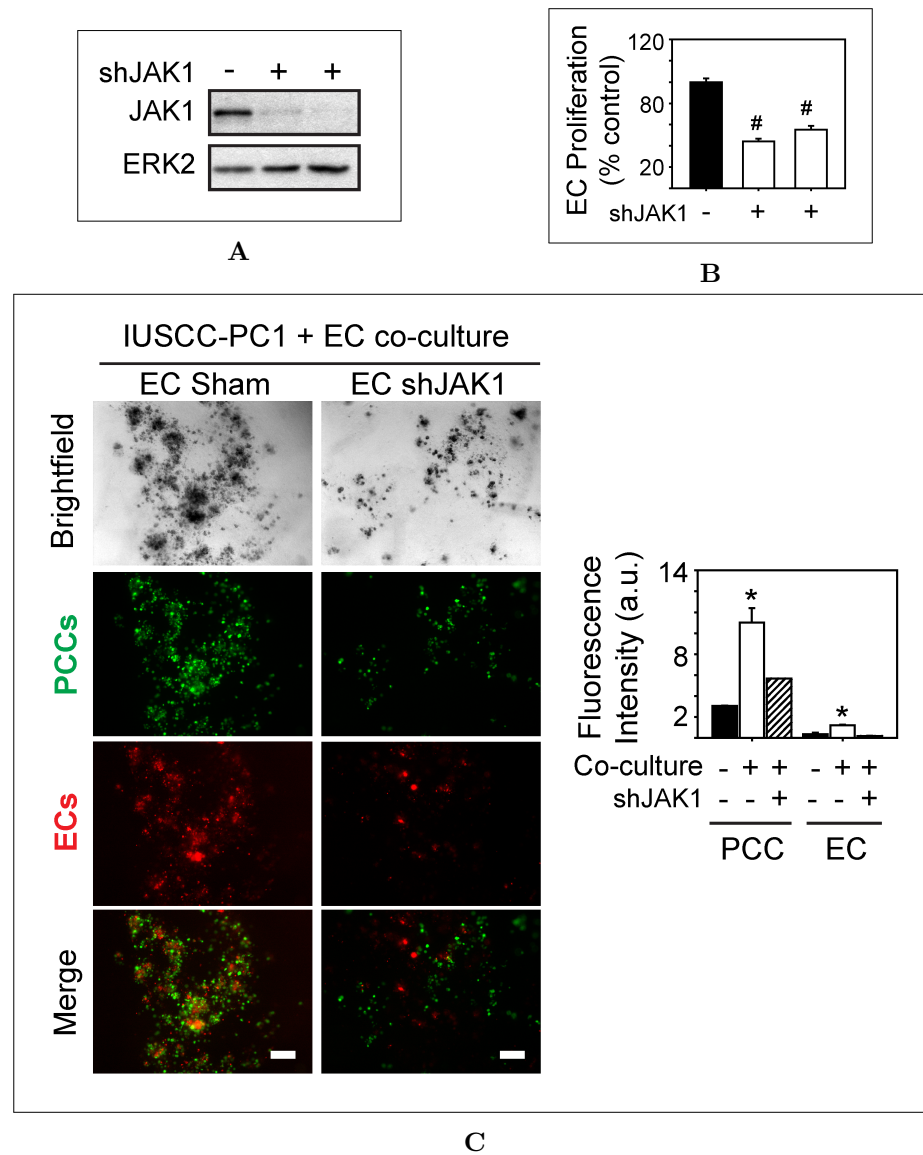 shJAK1 - + +
JAK1
ERK2
A
EC Proliferation
(% control)
120
80
20
# #
shJAK1 - + +
B
IUSCC-PC1 + EC co-culture
EC Sham EC shJAK1
Brightfield
PCCs
ECs
Merge
Fluorescence
Intensity (a.u.)
14
8
2
* *
Co-culture - + + - + +
shJAK1 - - + - - +
PCC EC
C